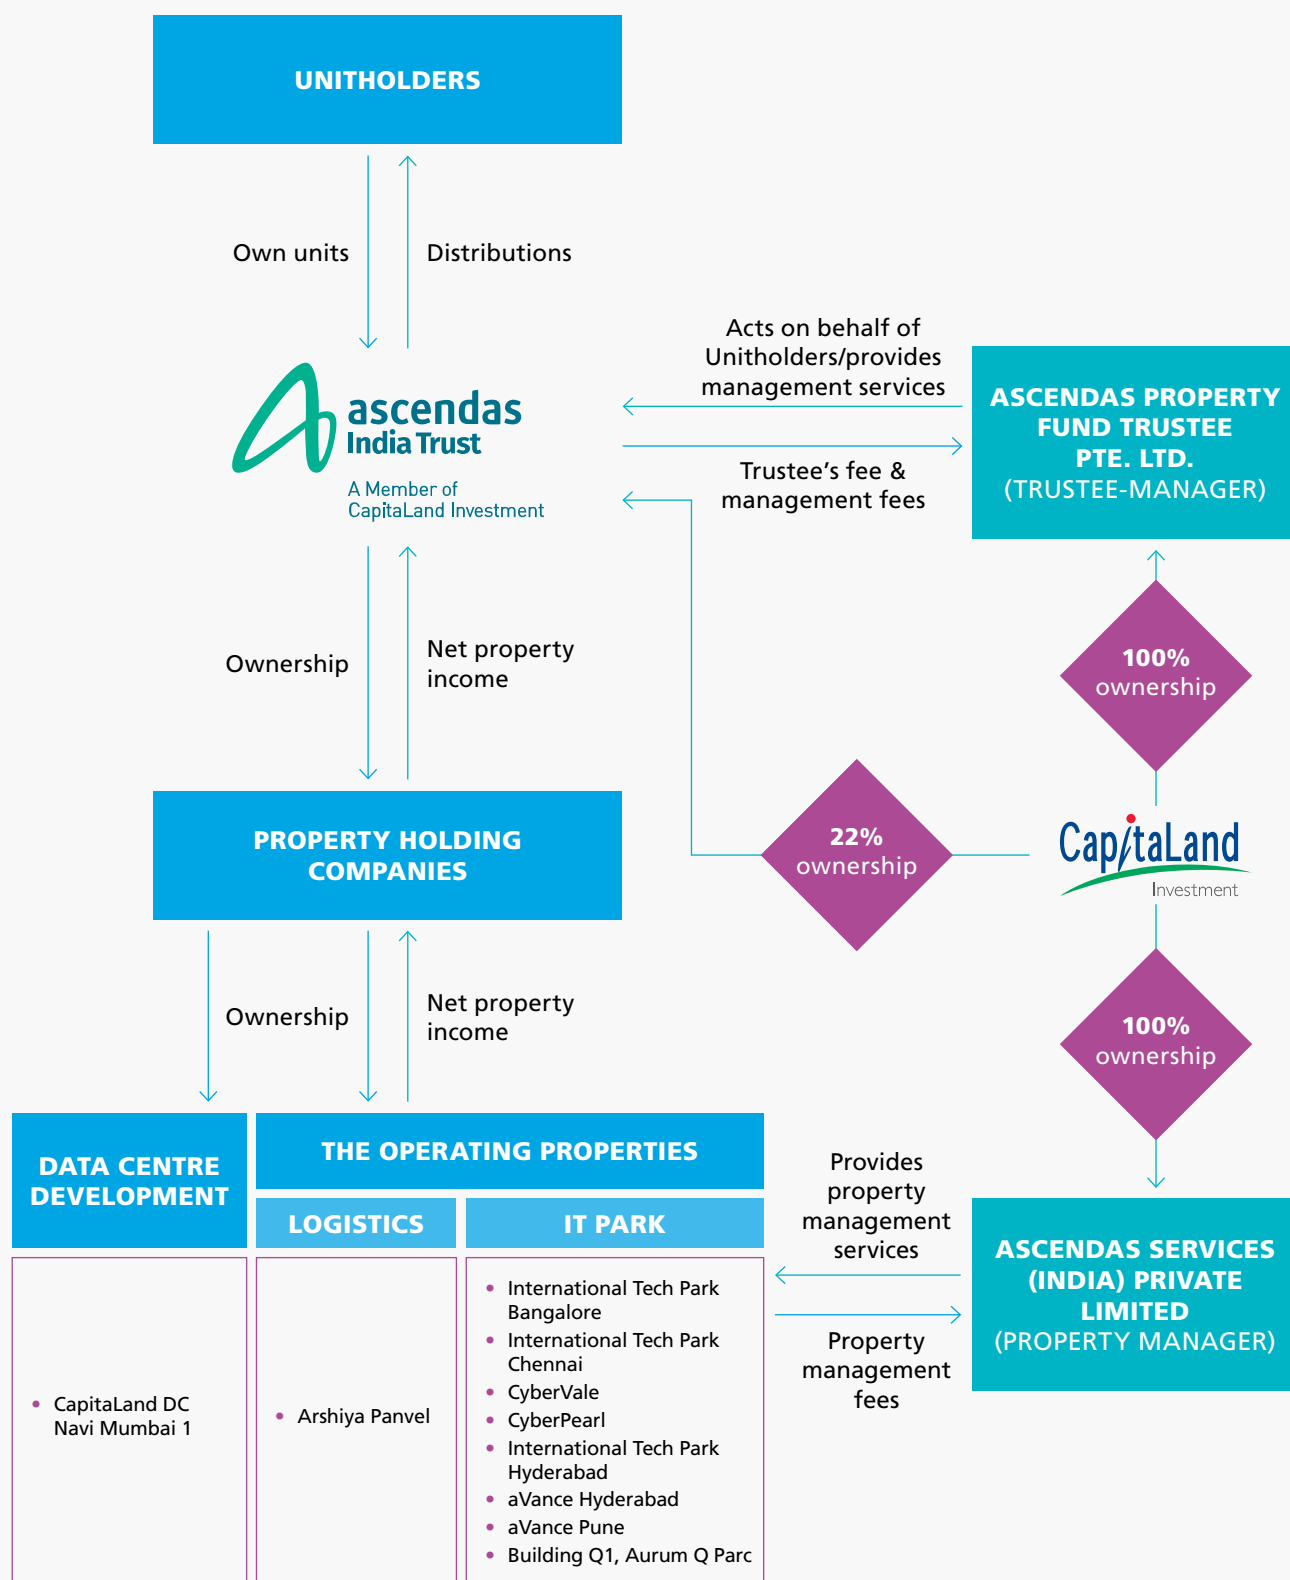 UNITHOLDERS
Own units
Distributions
Acts on behalf of
Unitholders/provides
management services
ascendas
India Trust
A Member of
CapitaLand Investment
Trustee’s fee &
management fees
ASCENDAS PROPERTY
FUND TRUSTEE
PTE. LTD.
(TRUSTEE-MANAGER)
Ownership
Net property
income
100%
ownership
PROPERTY HOLDING
COMPANIES
22%
ownership
CapitaLand
Investment
Ownership
Net property
income
100%
ownership
DATA CENTRE
DEVELOPMENT
THE OPERATING PROPERTIES
LOGISTICS
IT PARK
Provides
property
management
services
ASCENDAS SERVICES
(INDIA) PRIVATE
LIMITED
(PROPERTY MANAGER)
Property
management
fees
• CapitaLand DC
Navi Mumbai 1
• Arshiya Panvel
• International Tech Park
Bangalore
• International Tech Park
Chennai
• CyberVale
• CyberPearl
• International Tech Park
Hyderabad
• aVance Hyderabad
• aVance Pune
• Building Q1, Aurum Q Parc